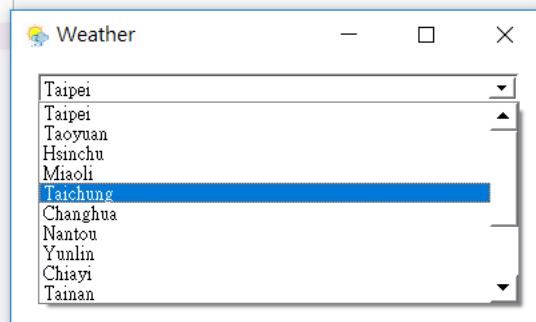 Weather
Taipei
Taipei
Taoyuan
Hsinchu
Miaoli
Taichung
Changhua
Nantou
Yunlin
Chiayi
Tainan